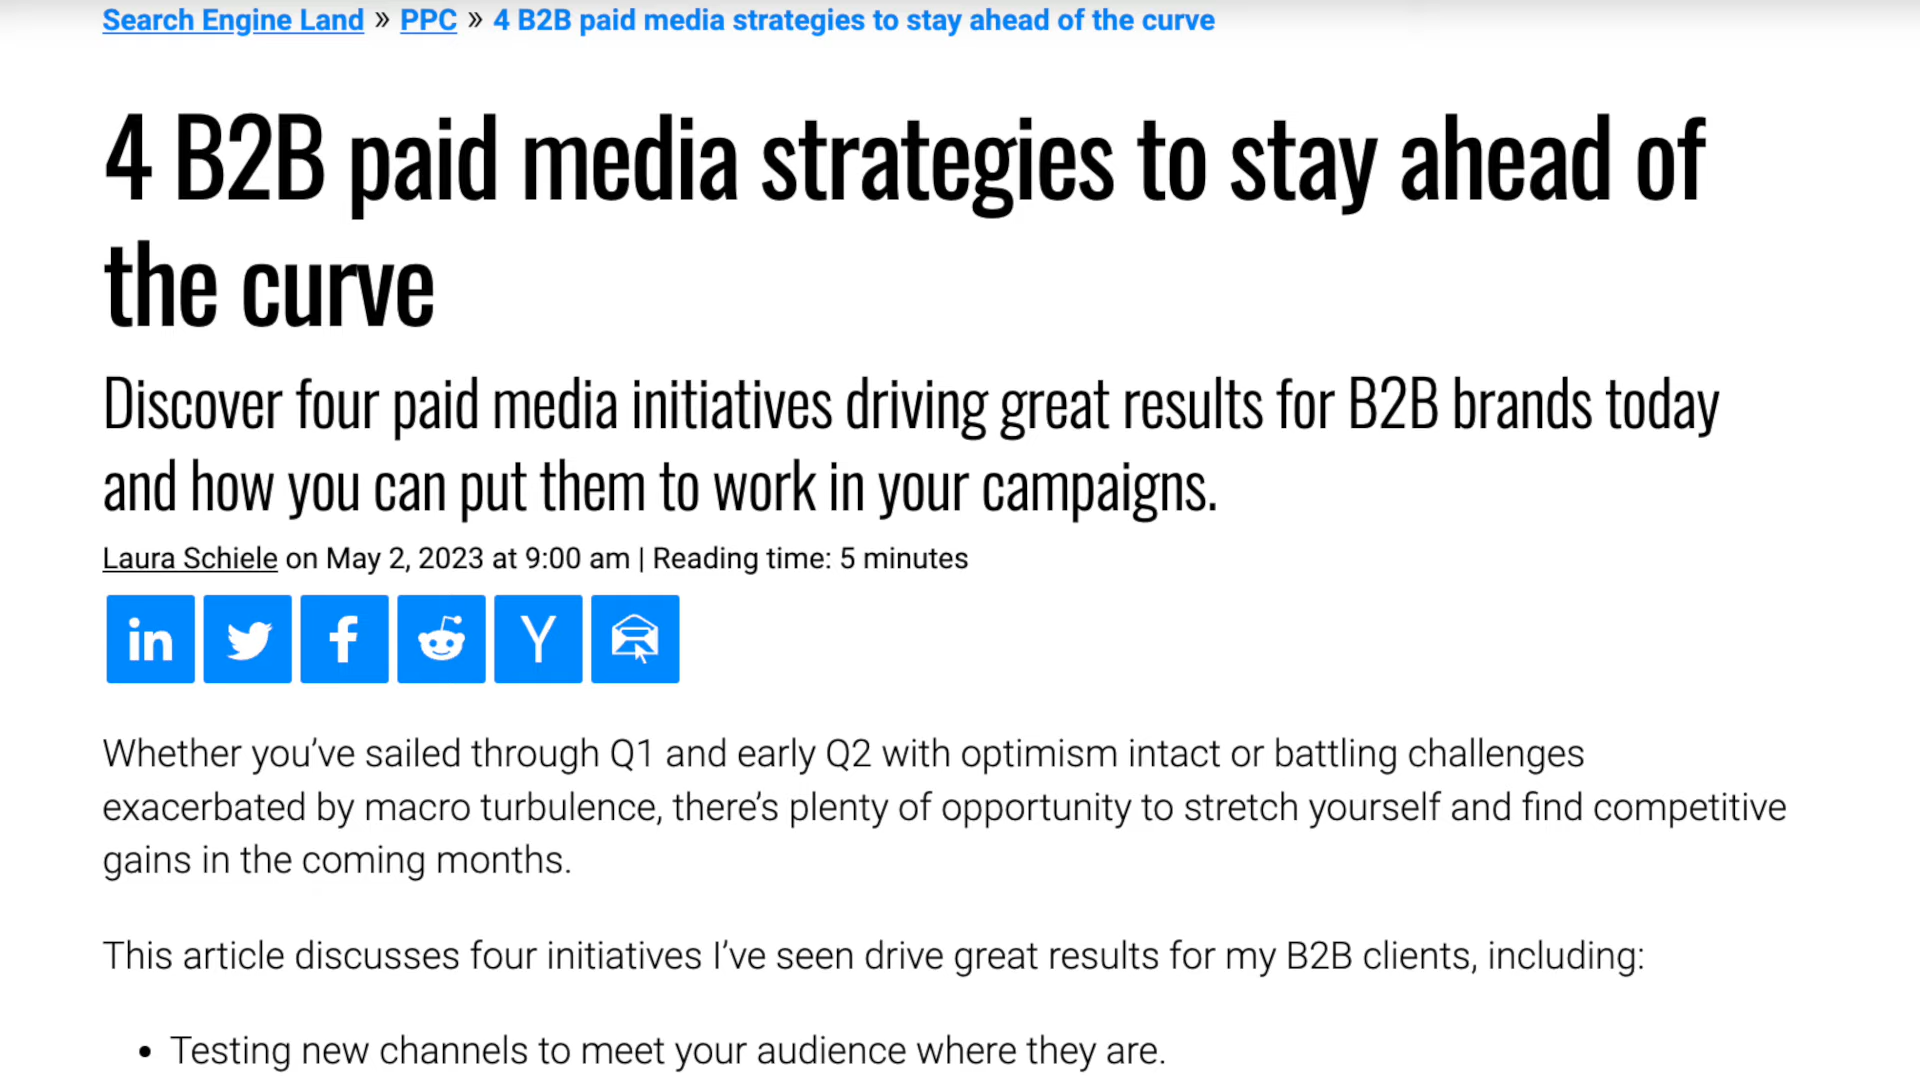 Search Engine Land » PPC » 4 B2B paid media strategies to stay ahead of the curve
4 B2B paid media strategies to stay ahead of
the curve
Discover four paid media initiatives driving great results for B2B brands today
and how you can put them to work in your campaigns.
Laura Schiele on May 2, 2023 at 9:00 am | Reading time: 5 minutes
Whether you’ve sailed through Q1 and early Q2 with optimism intact or battling challenges
exacerbated by macro turbulence, there’s plenty of opportunity to stretch yourself and find competitive
gains in the coming months.
This article discusses four initiatives I’ve seen drive great results for my B2B clients, including:
• Testing new channels to meet your audience where they are.